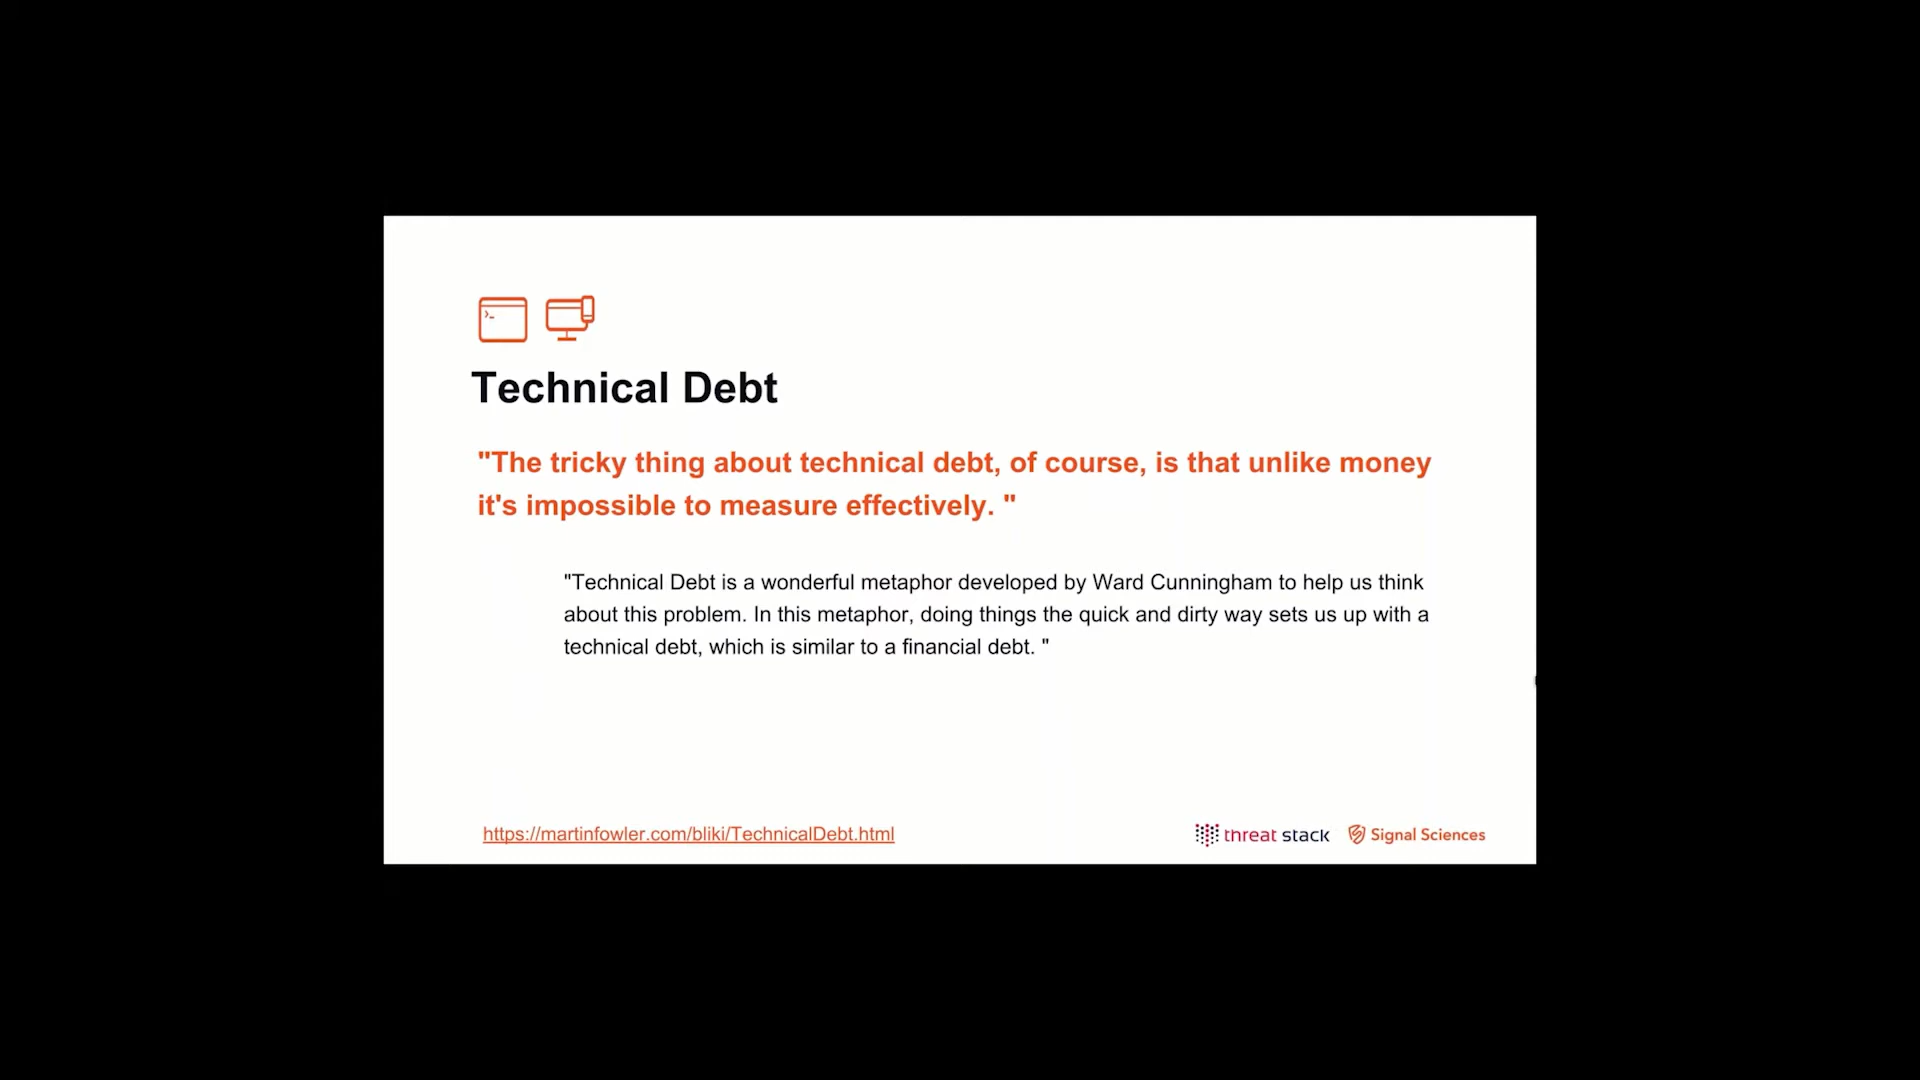 Technical Debt
"The tricky thing about technical debt, of course, is that unlike money
it's impossible to measure effectively. "
"Technical Debt is a wonderful metaphor developed by Ward Cunningham to help us think
about this problem. In this metaphor, doing things the quick and dirty way sets us up with a
technical debt, which is similar to a financial debt. "
https://martinfowler.com/bliki/TechnicalDebt.html
threat stack
Signal Sciences